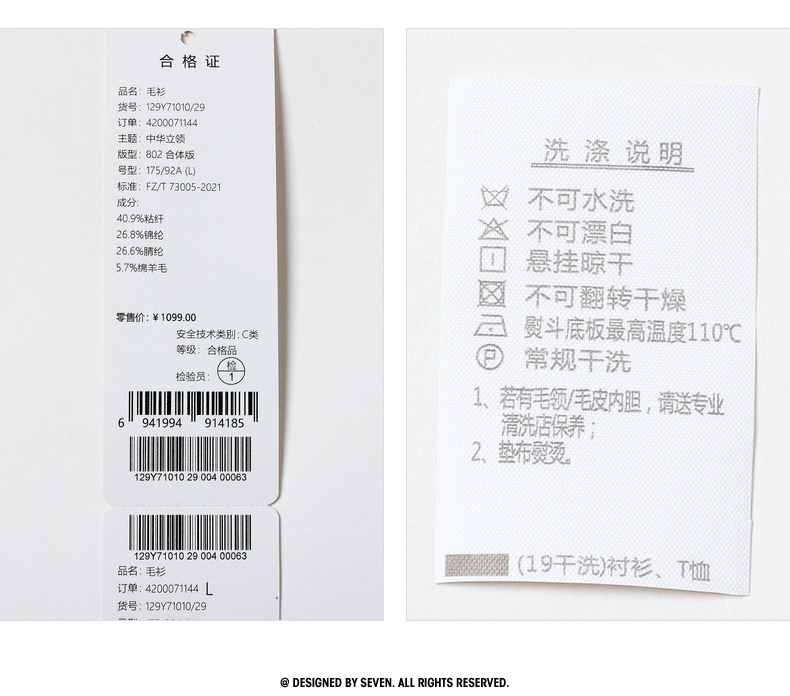 合格证
品名：毛衫
货号：129Y71010/29
订单：4200071144
主题：中华立领
版型：802 合体版
号型：175/92A (L)
标准：FZ/T 73005-2021
成分：
40.9%粘纤
26.8%锦纶
26.6%腈纶
5.7%绵羊毛
零售价：￥1099.00
安全技术类别：C类
等级：合格品
检验员：检1
6 941994 914185
129Y71010 29 004 00063
129Y71010 29 004 00063
品名：毛衫
订单：4200071144 L
货号：129Y71010/29
洗涤说明
不可水洗
不可漂白
悬挂晾干
不可翻转干燥
熨斗底板最高温度110℃
P 常规干洗
1、若有毛领/毛皮内胆，请送专业
清洗店保养；
2、垫布熨烫。
(19干洗)衬衫、T恤
@ DESIGNED BY SEVEN. ALL RIGHTS RESERVED.